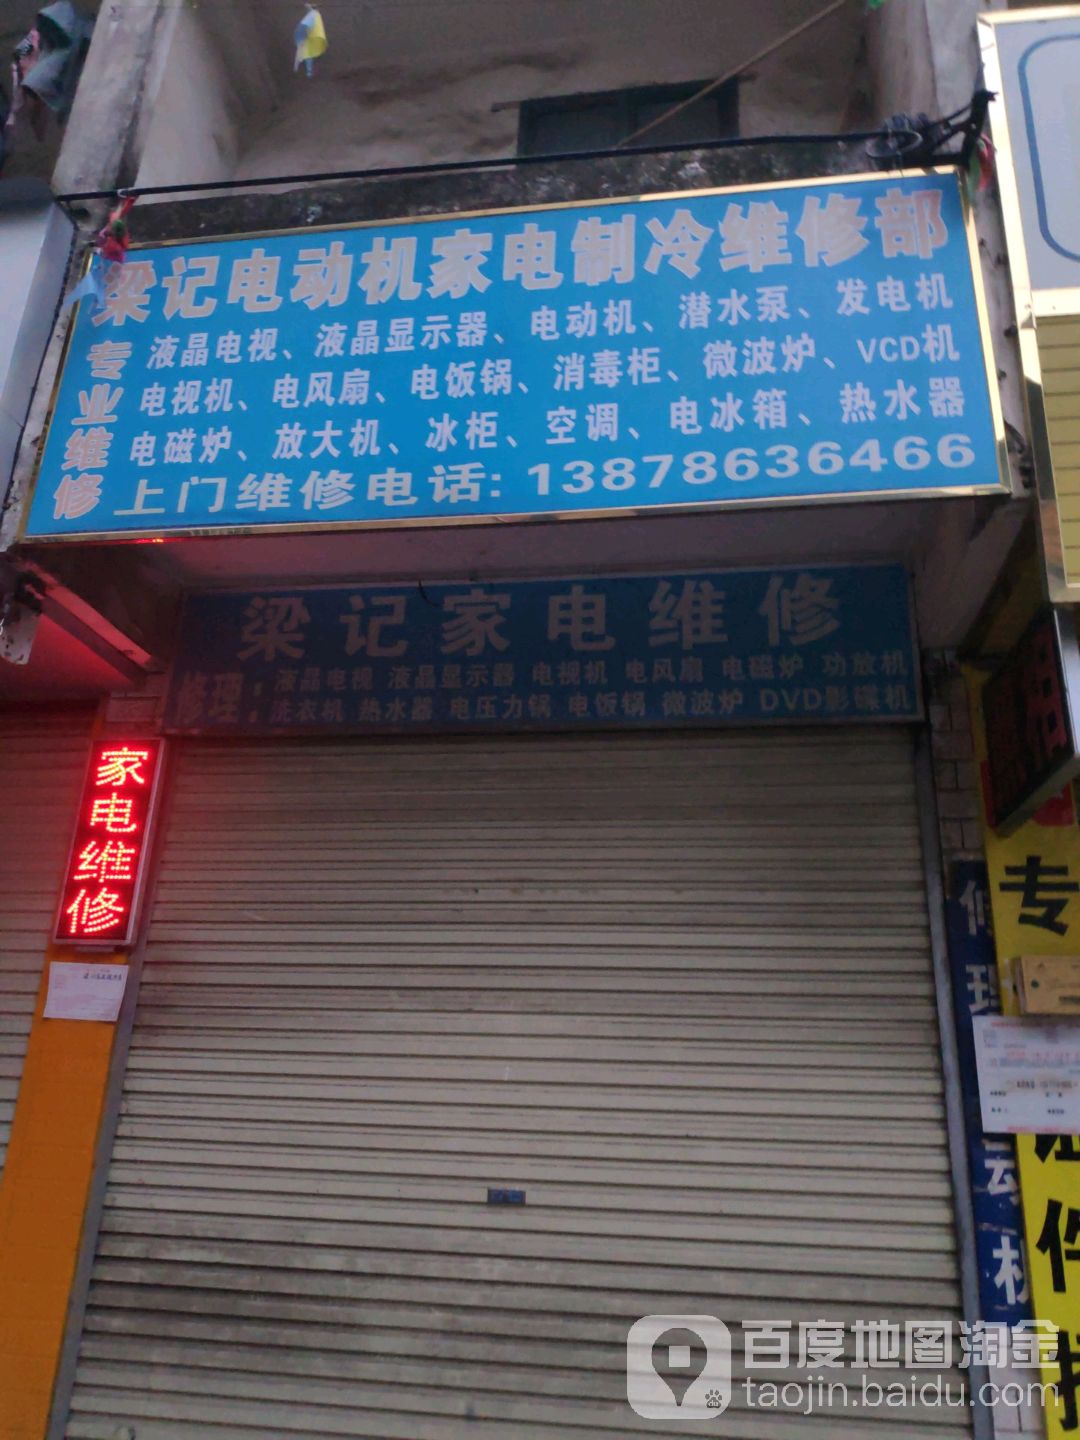 梁记电动机家电制冷维修部
专业维修
液晶电视、液晶显示器、电动机、潜水泵、发电机
电视机、电风扇、电饭锅、消毒柜、微波炉、VCD机
电磁炉、放大机、冰柜、空调、电冰箱、热水器
上门维修电话: 13878636466
梁记家电维修
修理:
液晶电视 液晶显示器 电视机 电风扇 电磁炉 功放机
洗衣机 热水器 电压力锅 电饭锅 微波炉 DVD影碟机
家电维修
修理
动机
专
件
百度地图淘金
taojin.baidu.com